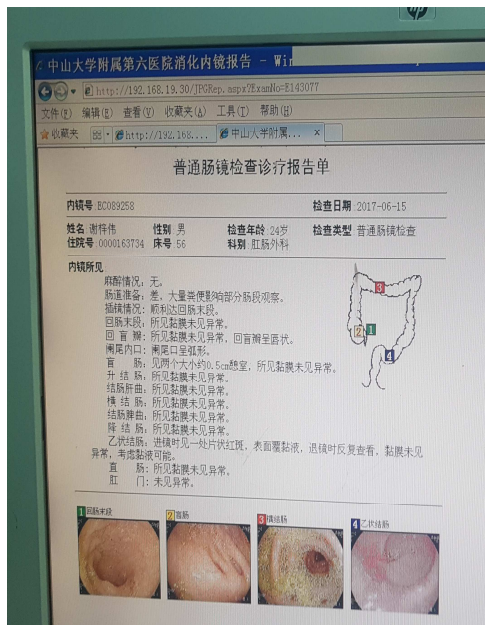 hp
中山大学附属第六医院消化内镜报告 - Win
http://192.168.19.30/JPGRep.aspx?ExamNo=E143077
文件(F) 编辑(E) 查看(V) 收藏夹(A) 工具(T) 帮助(H)
收藏夹 http://192.168.... 中山大学附属... x
普通肠镜检查诊疗报告单
内镜号:EC089258 检查日期:2017-06-15
姓名:谢梓伟 性别:男 检查年龄:24岁 检查类型:普通肠镜检查
住院号:0000163734 床号:56 科别:肛肠外科
内镜所见:
麻醉情况:无。
肠道准备:差,大量粪便影响部分肠段观察。
插镜情况:顺利达回肠末段。
回肠末段:所见黏膜未见异常。
回 盲 瓣:所见黏膜未见异常,回盲瓣呈唇状。
阑尾内口:阑尾口呈弧形。
盲 肠:见两个大小约0.5cm憩室,所见黏膜未见异常。
升 结 肠:所见黏膜未见异常。
结肠肝曲:所见黏膜未见异常。
横 结 肠:所见黏膜未见异常。
结肠脾曲:所见黏膜未见异常。
降 结 肠:所见黏膜未见异常。
乙状结肠:进镜时见一处片状红斑,表面覆黏液,退镜时反复查看,黏膜未见
异常,考虑黏液可能。
直 肠:所见黏膜未见异常。
肛 门:未见异常。
3
2 1
4
1 回肠末段 2 盲肠 3 横结肠 4 乙状结肠